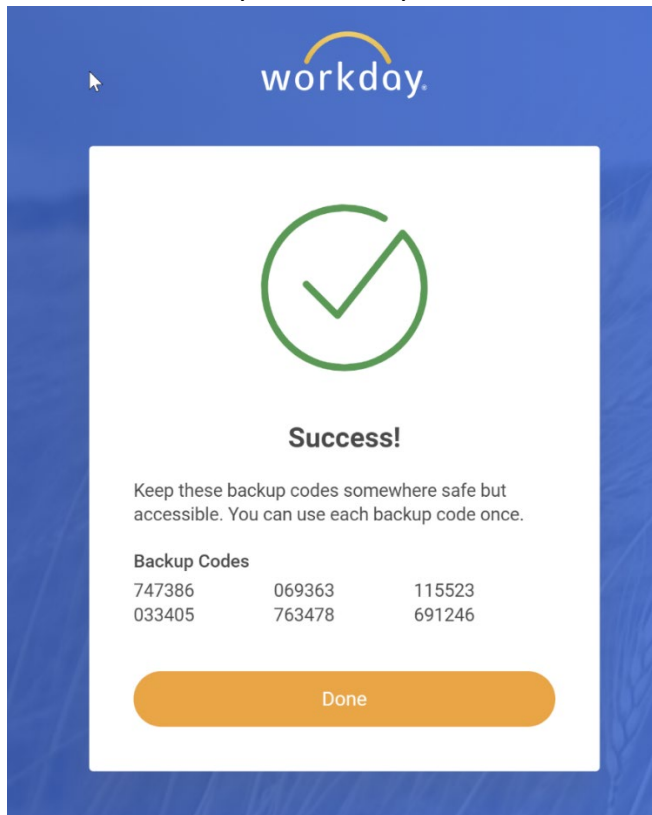 workday.
Success!
Keep these backup codes somewhere safe but
accessible. You can use each backup code once.
Backup Codes
747386 069363 115523
033405 763478 691246
Done